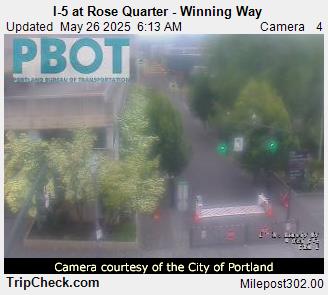 I-5 at Rose Quarter - Winning Way
Updated May 26 2025 6:13 AM Camera 4
PBOT
PORTLAND BUREAU OF TRANSPORTATION
Camera courtesy of the City of Portland
TripCheck.com Milepost302.00